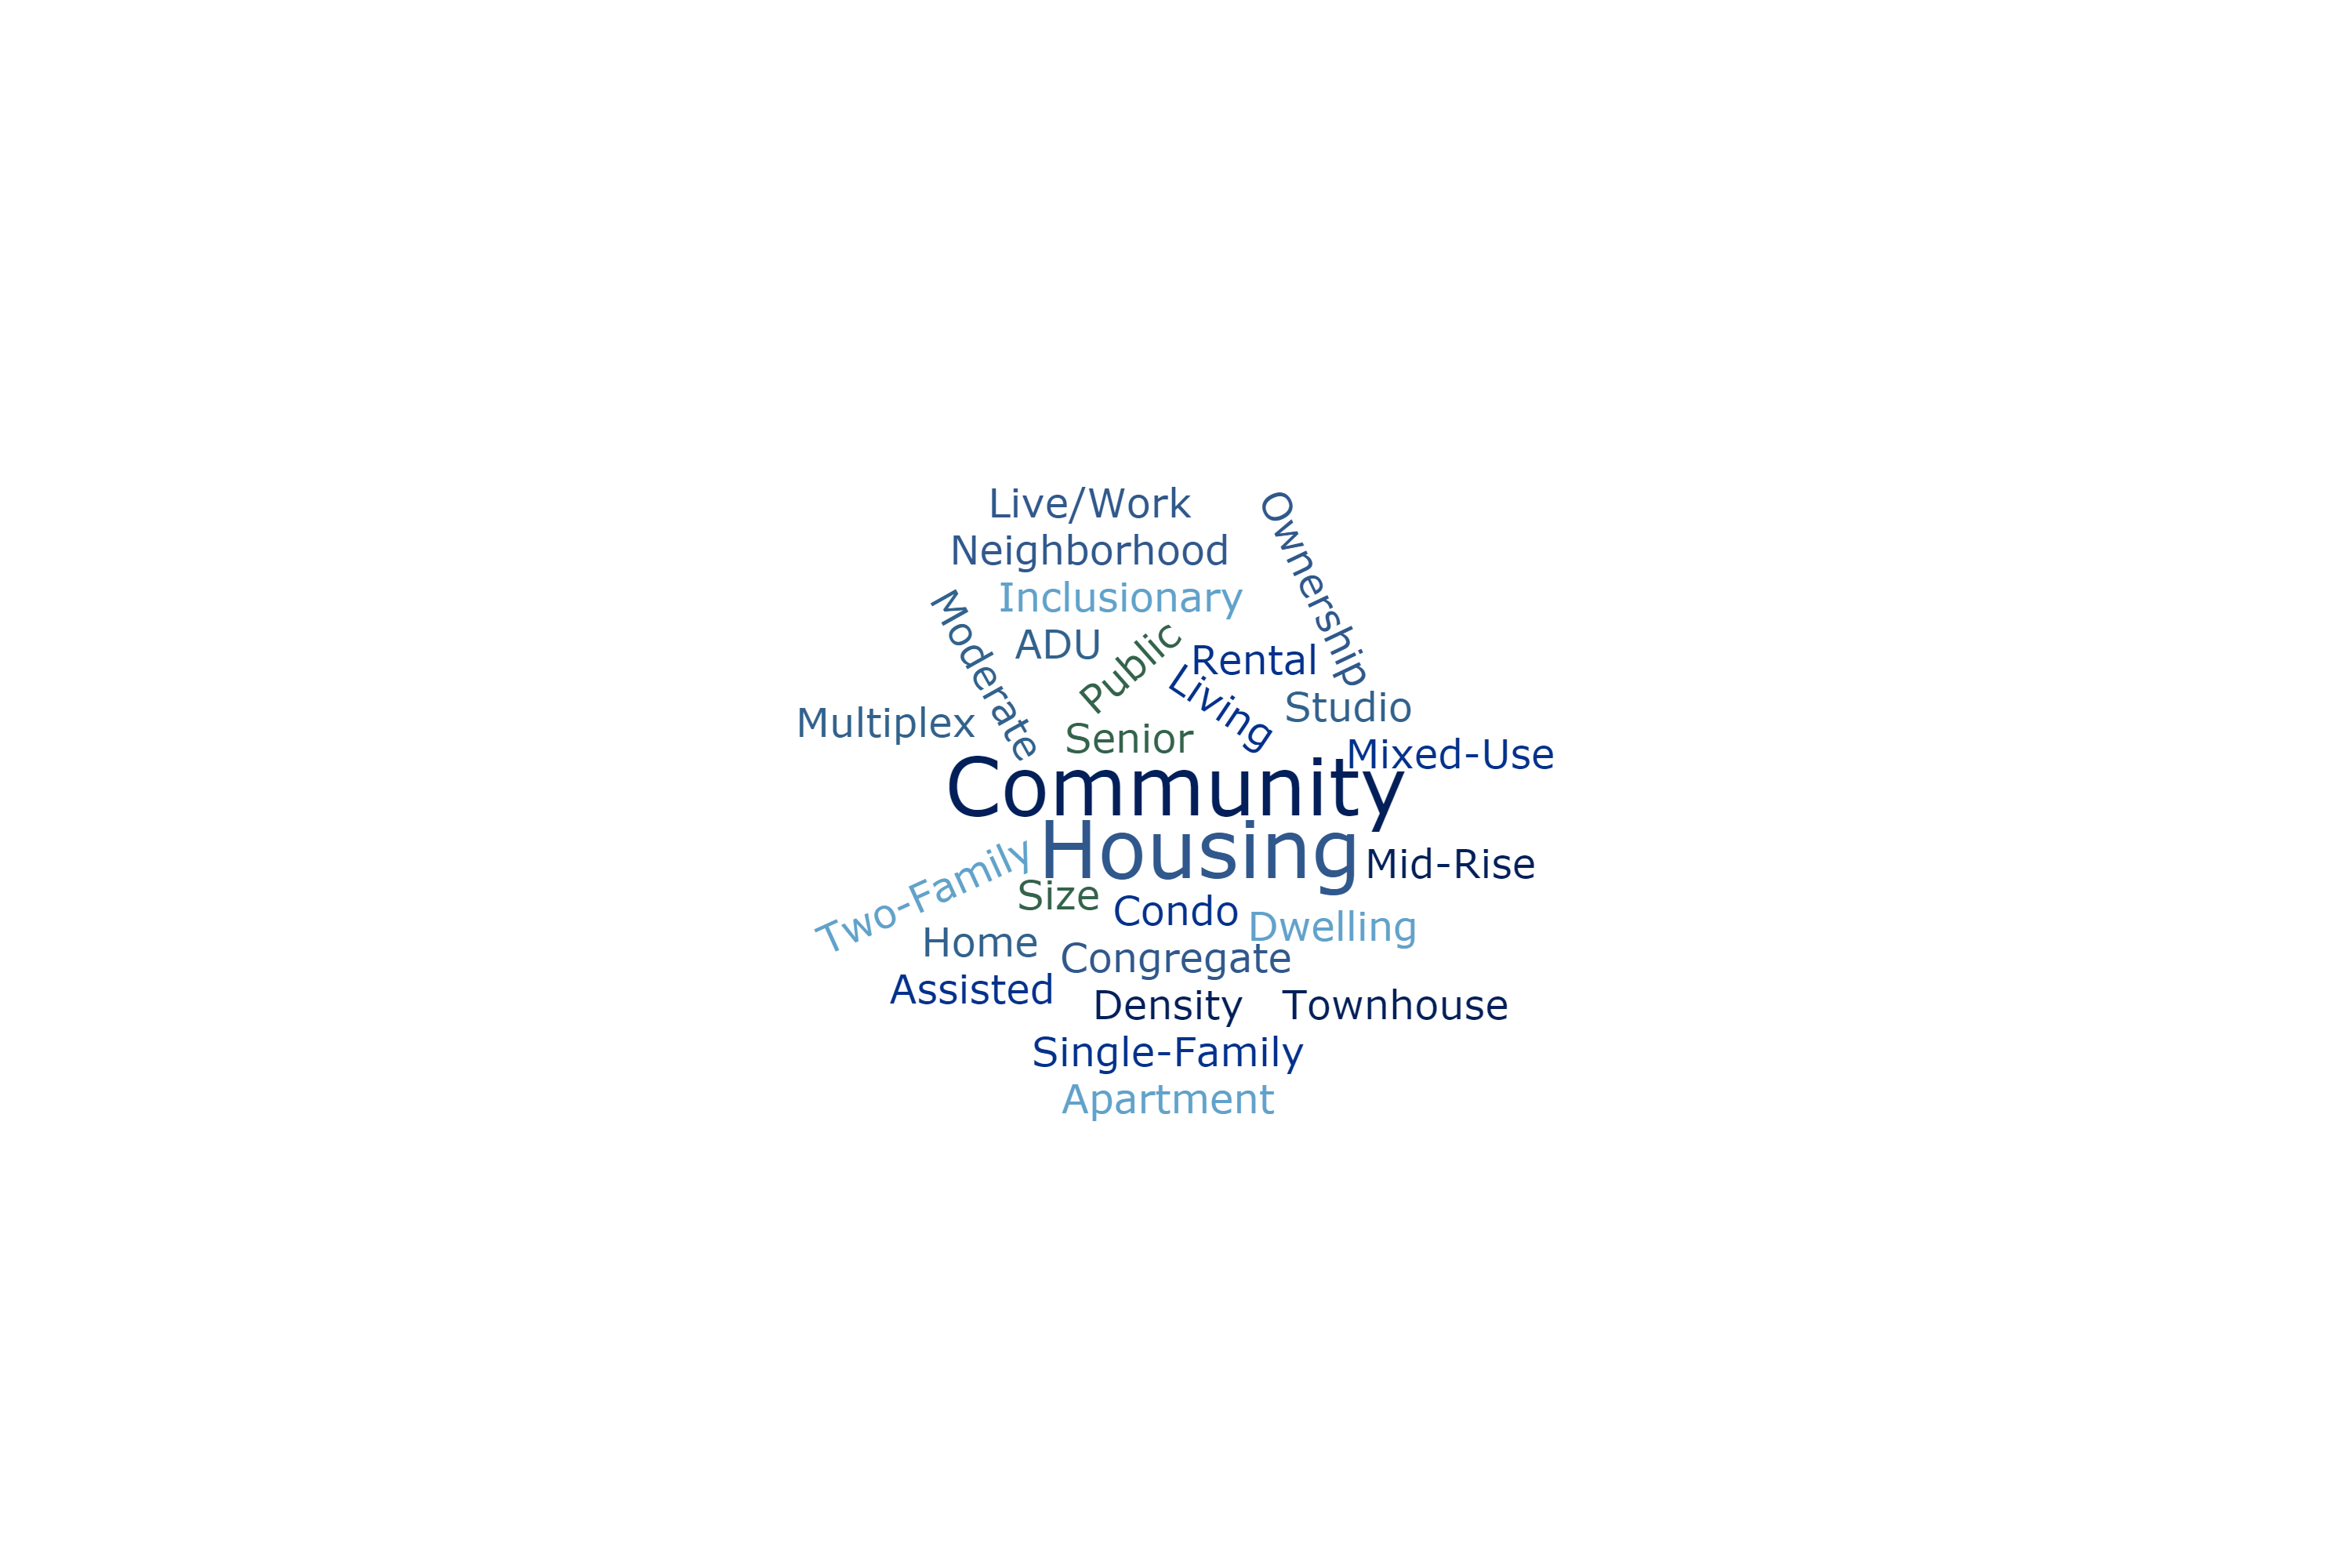 Live/Work
Ownership
Neighborhood
Inclusionary
Moderate
ADU
Public
Rental
Living
Studio
Multiplex
Senior
Mixed-Use
Community
Housing
Mid-Rise
Two-Family
Size
Condo
Dwelling
Home
Congregate
Assisted
Density
Townhouse
Single-Family
Apartment